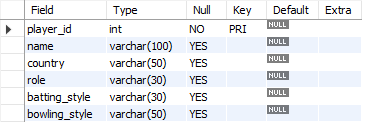 Field Type Null Key Default Extra
player_id int NO PRI NULL
name varchar(100) YES NULL
country varchar(50) YES NULL
role varchar(30) YES NULL
batting_style varchar(30) YES NULL
bowling_style varchar(50) YES NULL